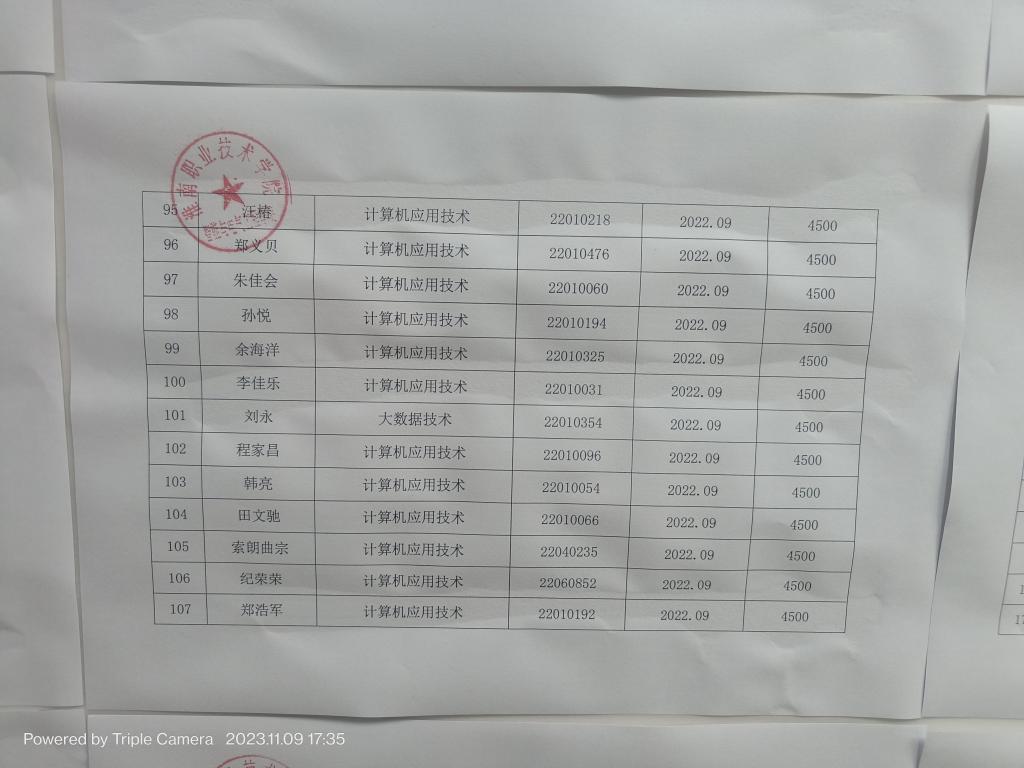 淮南职业技术学院
95 汪椿 计算机应用技术 22010218 2022.09 4500
96 郑义贝 计算机应用技术 22010476 2022.09 4500
97 朱佳会 计算机应用技术 22010060 2022.09 4500
98 孙悦 计算机应用技术 22010194 2022.09 4500
99 余海洋 计算机应用技术 22010325 2022.09 4500
100 李佳乐 计算机应用技术 22010031 2022.09 4500
101 刘永 大数据技术 22010354 2022.09 4500
102 程家昌 计算机应用技术 22010096 2022.09 4500
103 韩亮 计算机应用技术 22010054 2022.09 4500
104 田文驰 计算机应用技术 22010066 2022.09 4500
105 索朗曲宗 计算机应用技术 22040235 2022.09 4500
106 纪荣荣 计算机应用技术 22060852 2022.09 4500
107 郑浩军 计算机应用技术 22010192 2022.09 4500
Powered by Triple Camera 2023.11.09 17:35